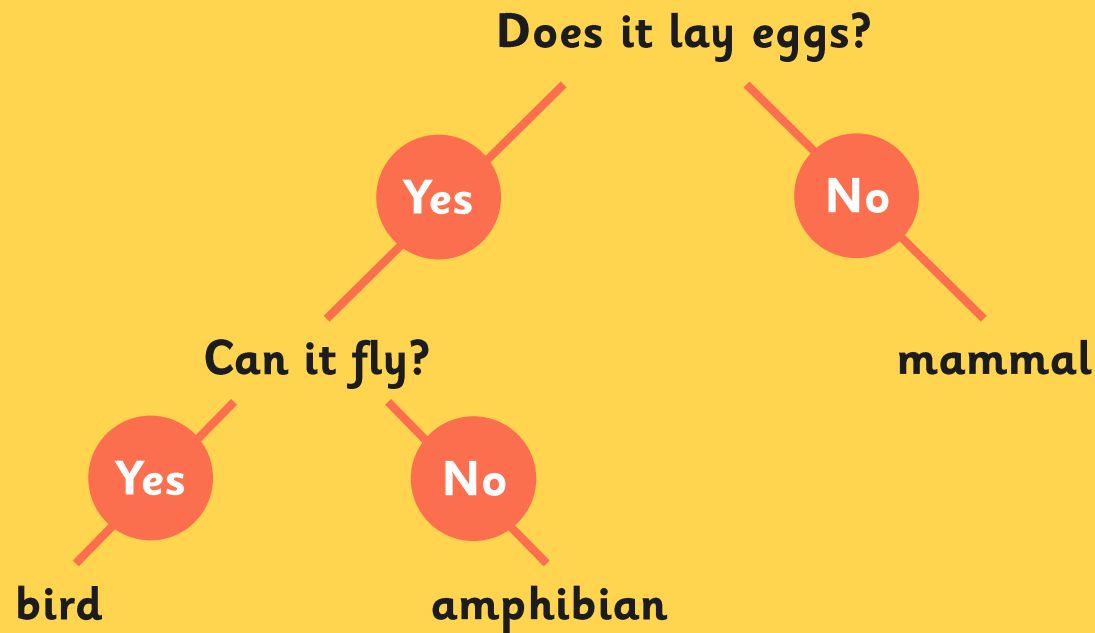 Does it lay eggs?
Yes
No
Can it fly?
mammal
Yes
No
bird
amphibian